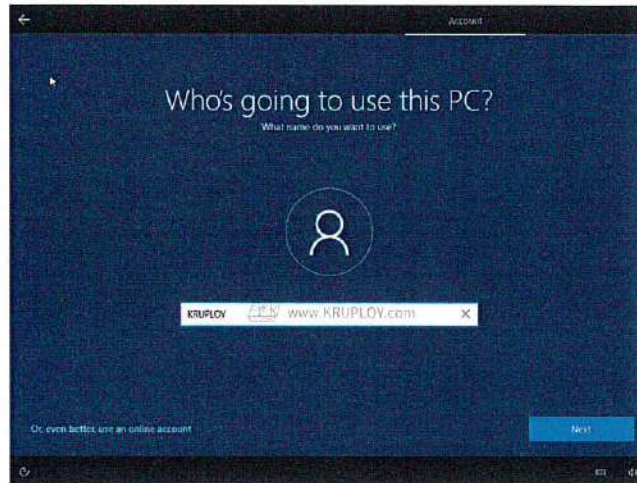 Account
Who's going to use this PC?
What name do you want to use?
KRUPLOY www.KRUPLOY.com
Or, even better, use an online account
Next